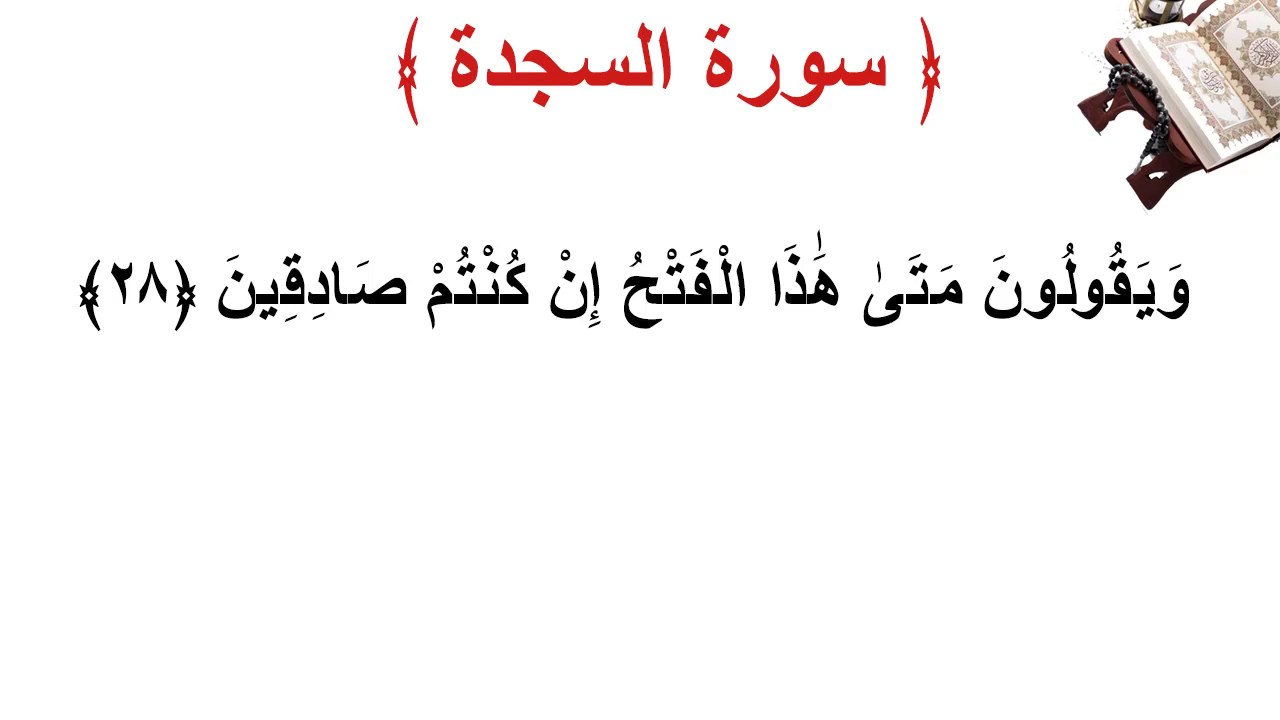 ﴿ سورة السجدة ﴾
وَيَقُولُونَ مَتَىٰ هَٰذَا الْفَتْحُ إِنْ كُنْتُمْ صَادِقِينَ ﴿٢٨﴾